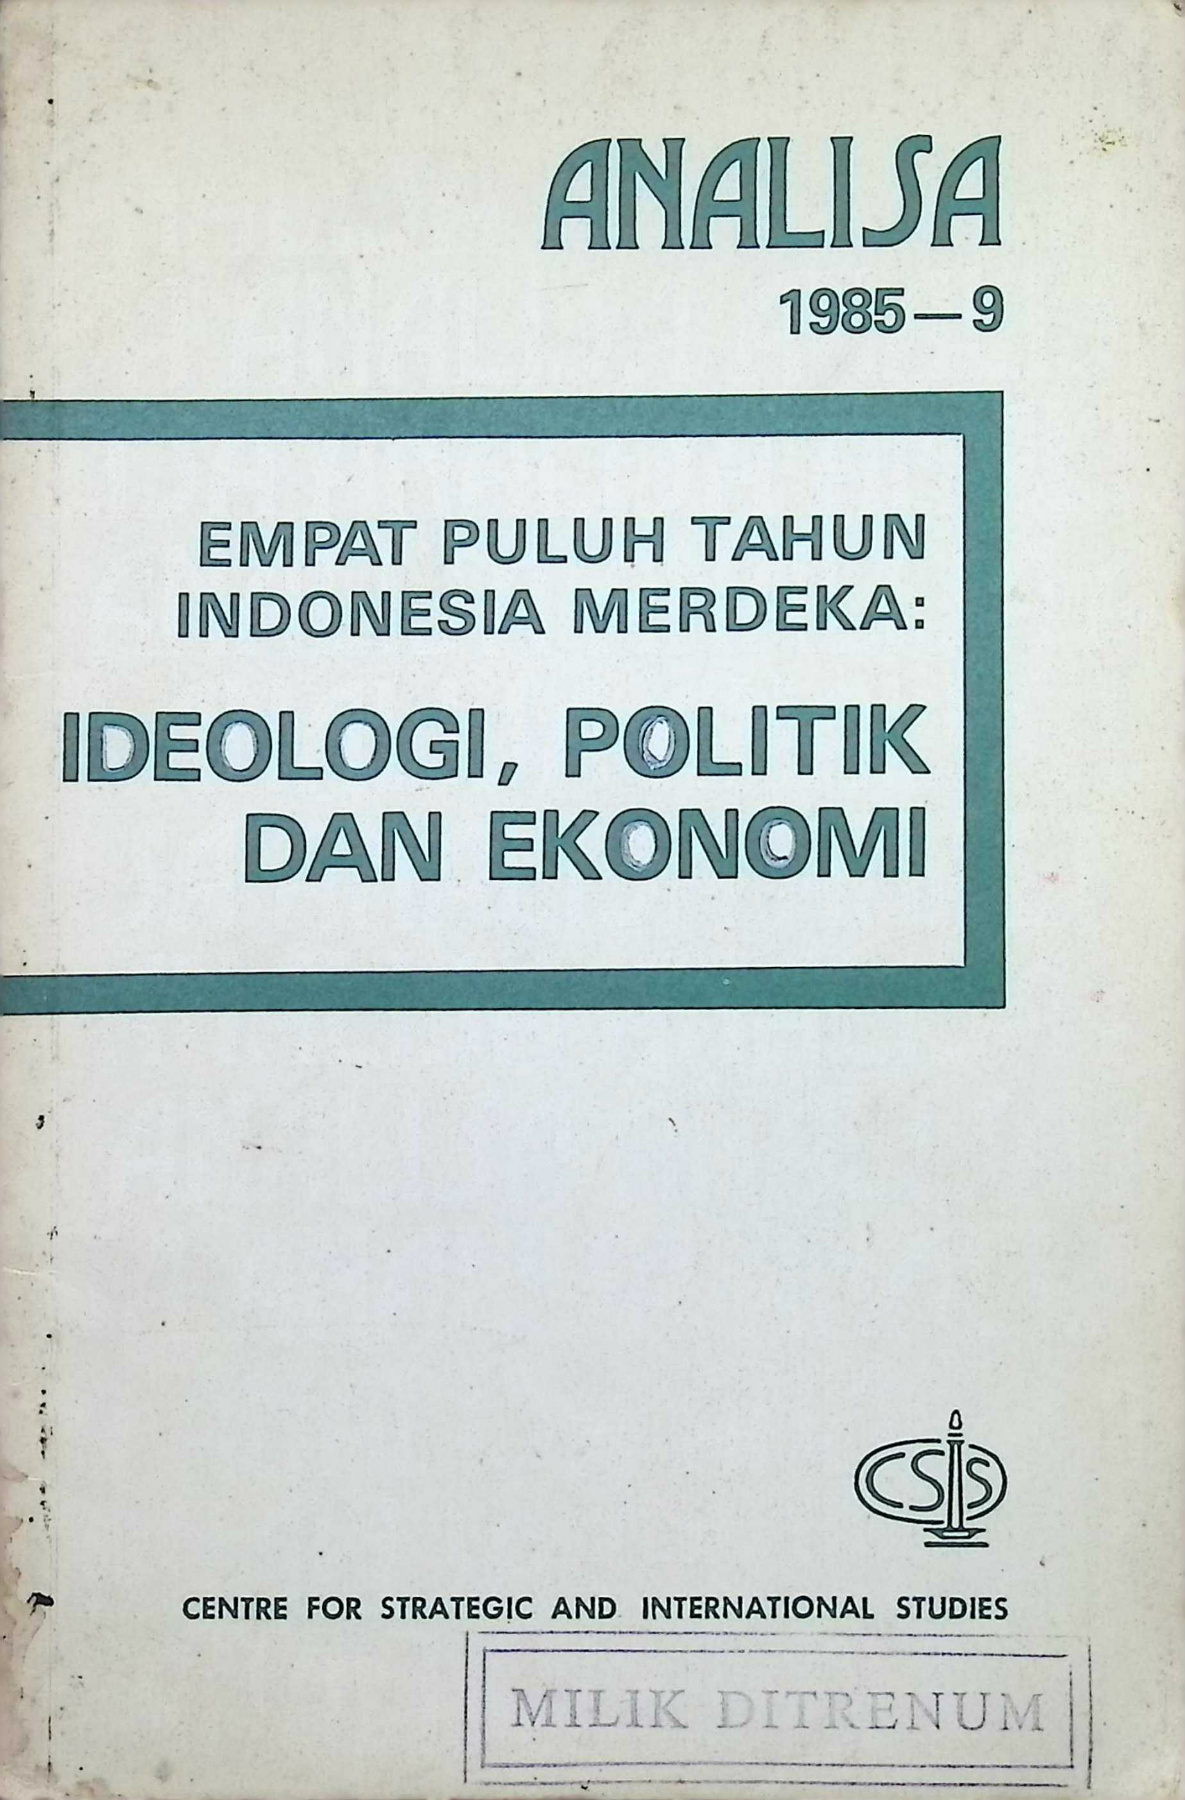 ANALISA
1985—9
EMPAT PULUH TAHUN
INDONESIA MERDEKA:
IDEOLOGI, POLITIK
DAN EKONOMI
CSIS
CENTRE FOR STRATEGIC AND INTERNATIONAL STUDIES
MILIK DITRENUM